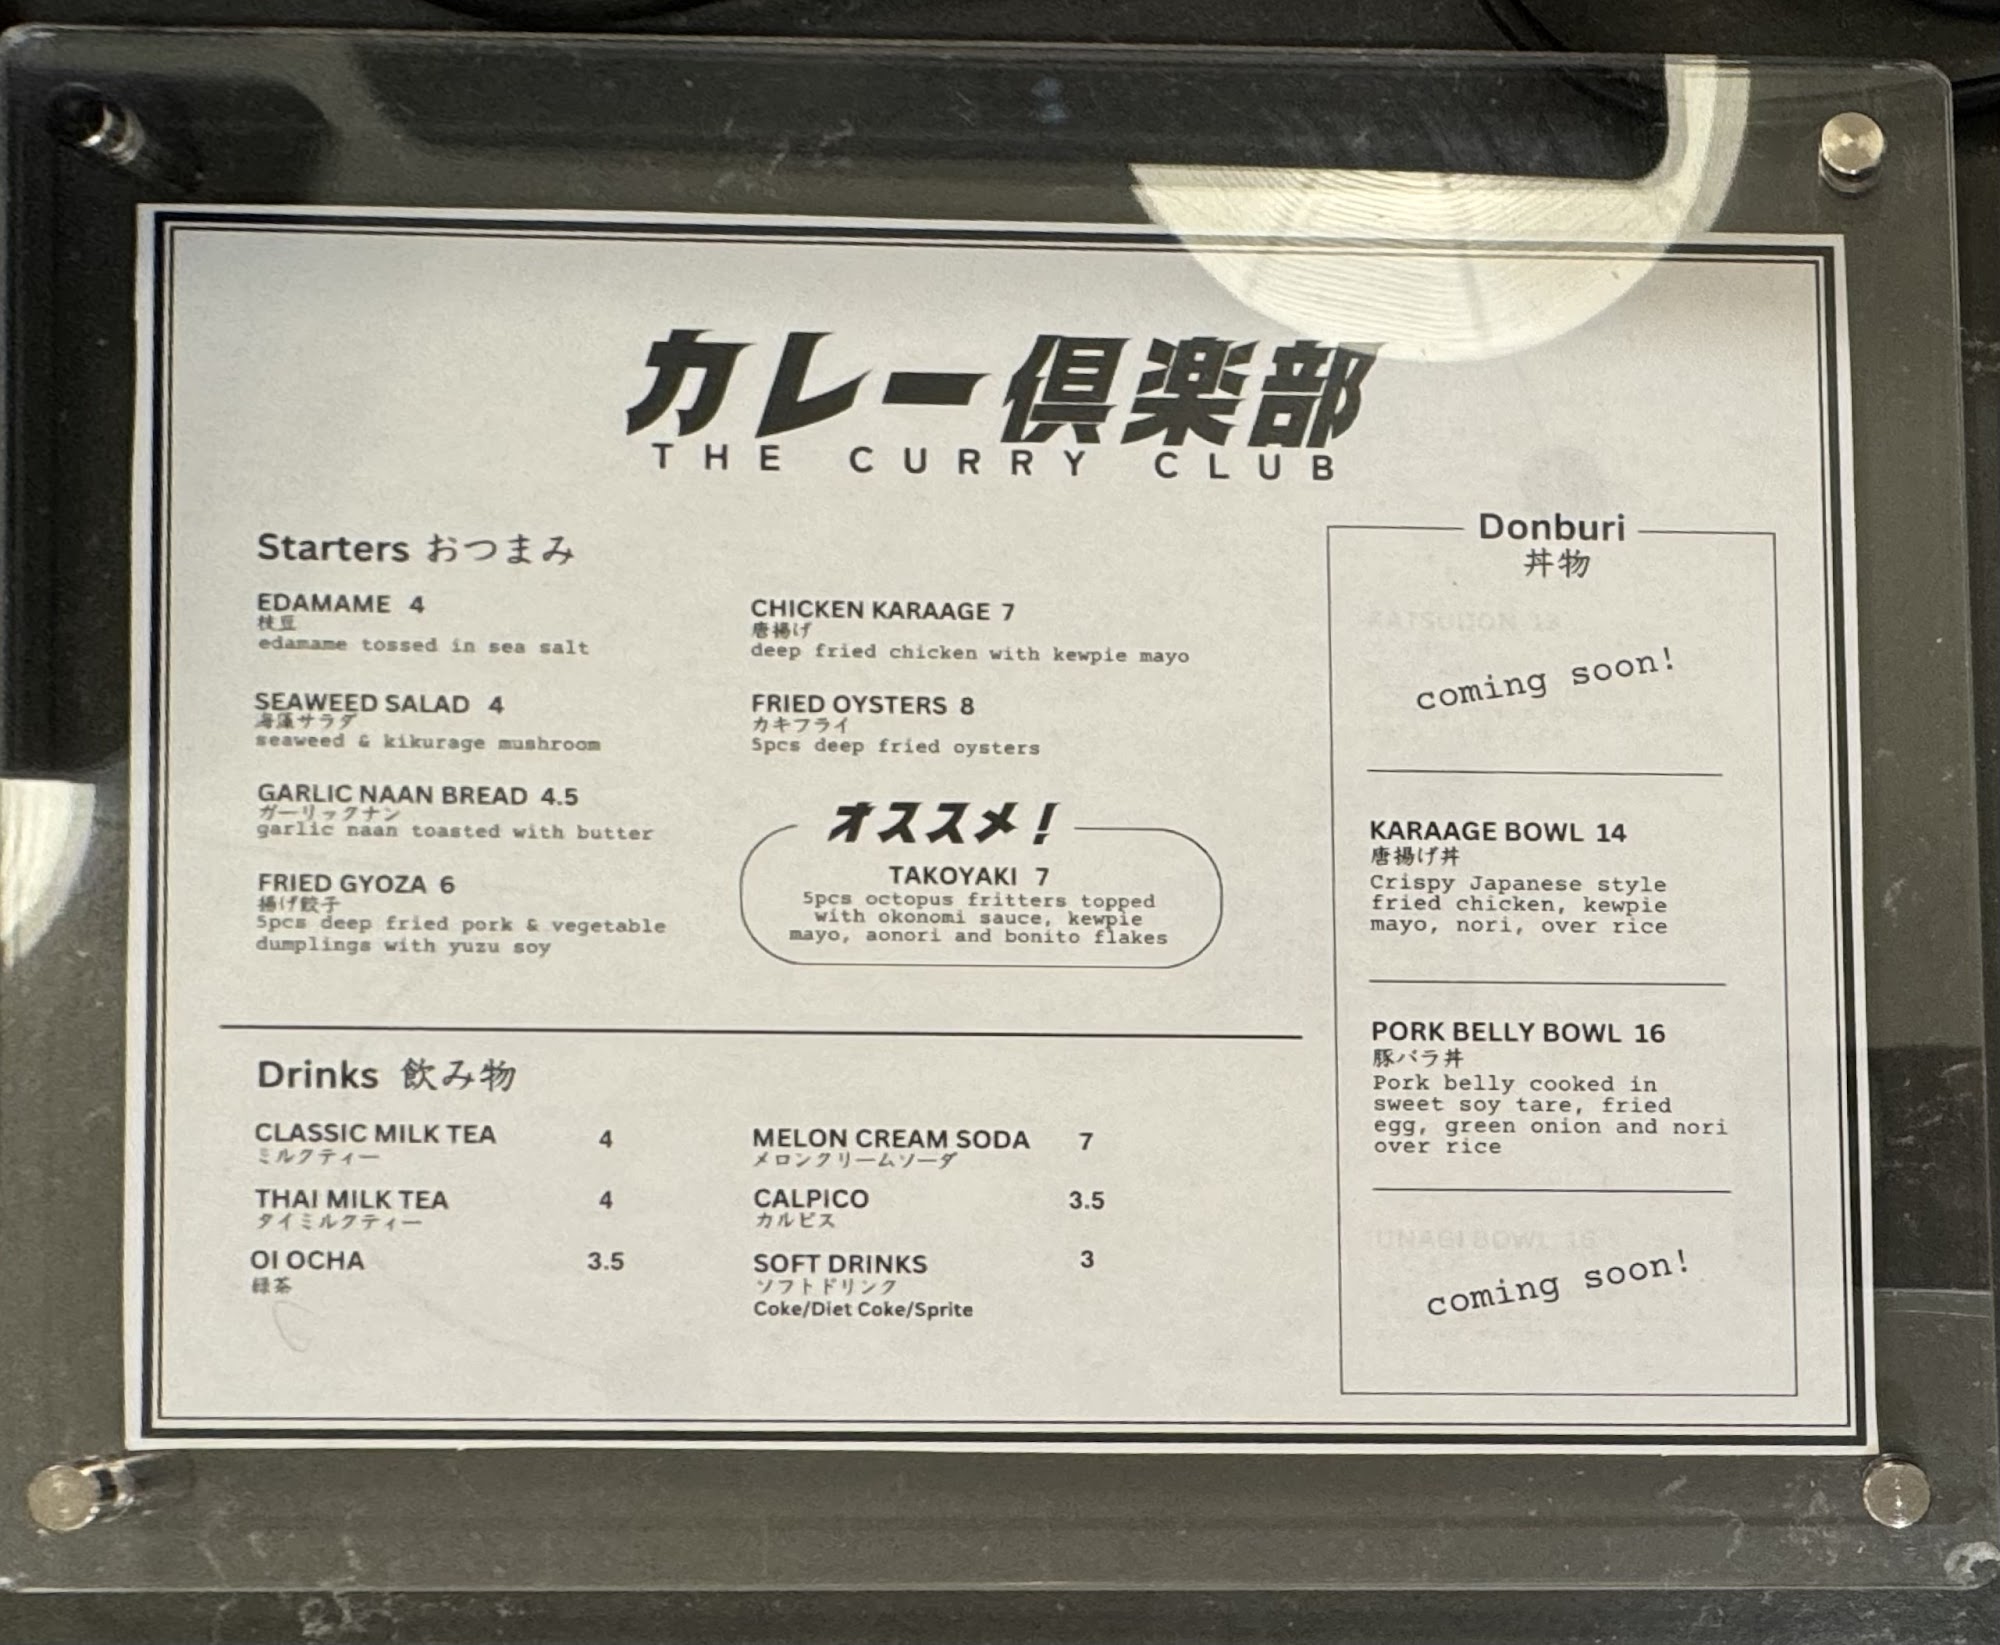 カレー倶楽部
THE CURRY CLUB
Starters おつまみ
EDAMAME 4
枝豆
edamame tossed in sea salt
SEAWEED SALAD 4
海藻サラダ
seaweed & kikurage mushroom
GARLIC NAAN BREAD 4.5
ガーリックナン
garlic naan toasted with butter
FRIED GYOZA 6
揚げ餃子
5pcs deep fried pork & vegetable
dumplings with yuzu soy
CHICKEN KARAAGE 7
唐揚げ
deep fried chicken with kewpie mayo
FRIED OYSTERS 8
カキフライ
5pcs deep fried oysters
オススメ!
TAKOYAKI 7
5pcs octopus fritters topped
with okonomi sauce, kewpie
mayo, aonori and bonito flakes
Drinks 飲み物
CLASSIC MILK TEA 4
ミルクティー
THAI MILK TEA 4
タイミルクティー
OI OCHA 3.5
緑茶
MELON CREAM SODA 7
メロンクリームソーダ
CALPICO 3.5
カルピス
SOFT DRINKS 3
ソフトドリンク
Coke/Diet Coke/Sprite
Donburi
丼物
KATSUDON 18
coming soon!
KARAAGE BOWL 14
唐揚げ丼
Crispy Japanese style
fried chicken, kewpie
mayo, nori, over rice
PORK BELLY BOWL 16
豚バラ丼
Pork belly cooked in
sweet soy tare, fried
egg, green onion and nori
over rice
UNAGI BOWL 16
coming soon!